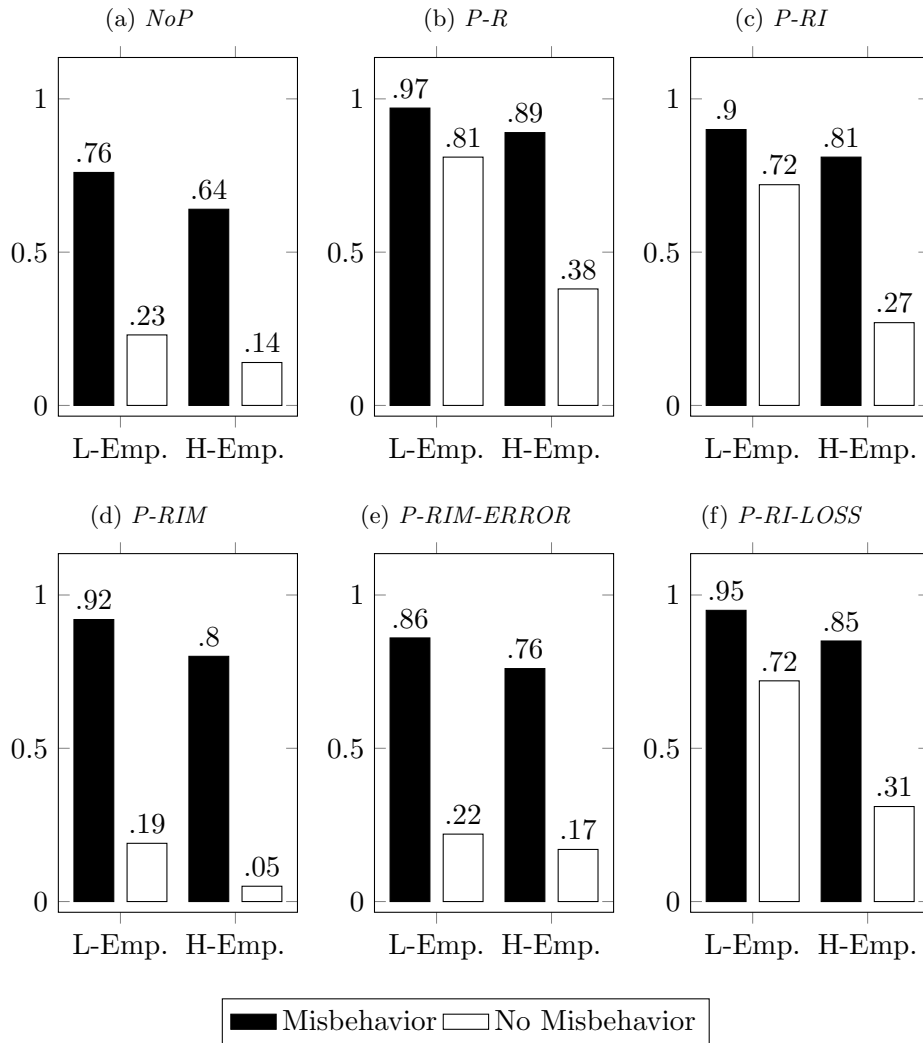 (a) NoP (b) P-R (c) P-RI
1 1 1
0.5 0.5 0.5
0 0 0
.76 .23 .64 .14 .97 .81 .89 .38 .9 .72 .81 .27
L-Emp. H-Emp. L-Emp. H-Emp. L-Emp. H-Emp.
(d) P-RIM (e) P-RIM-ERROR (f) P-RI-LOSS
1 1 1
0.5 0.5 0.5
0 0 0
.92 .19 .8 .05 .86 .22 .76 .17 .95 .72 .85 .31
L-Emp. H-Emp. L-Emp. H-Emp. L-Emp. H-Emp.
Misbehavior No Misbehavior